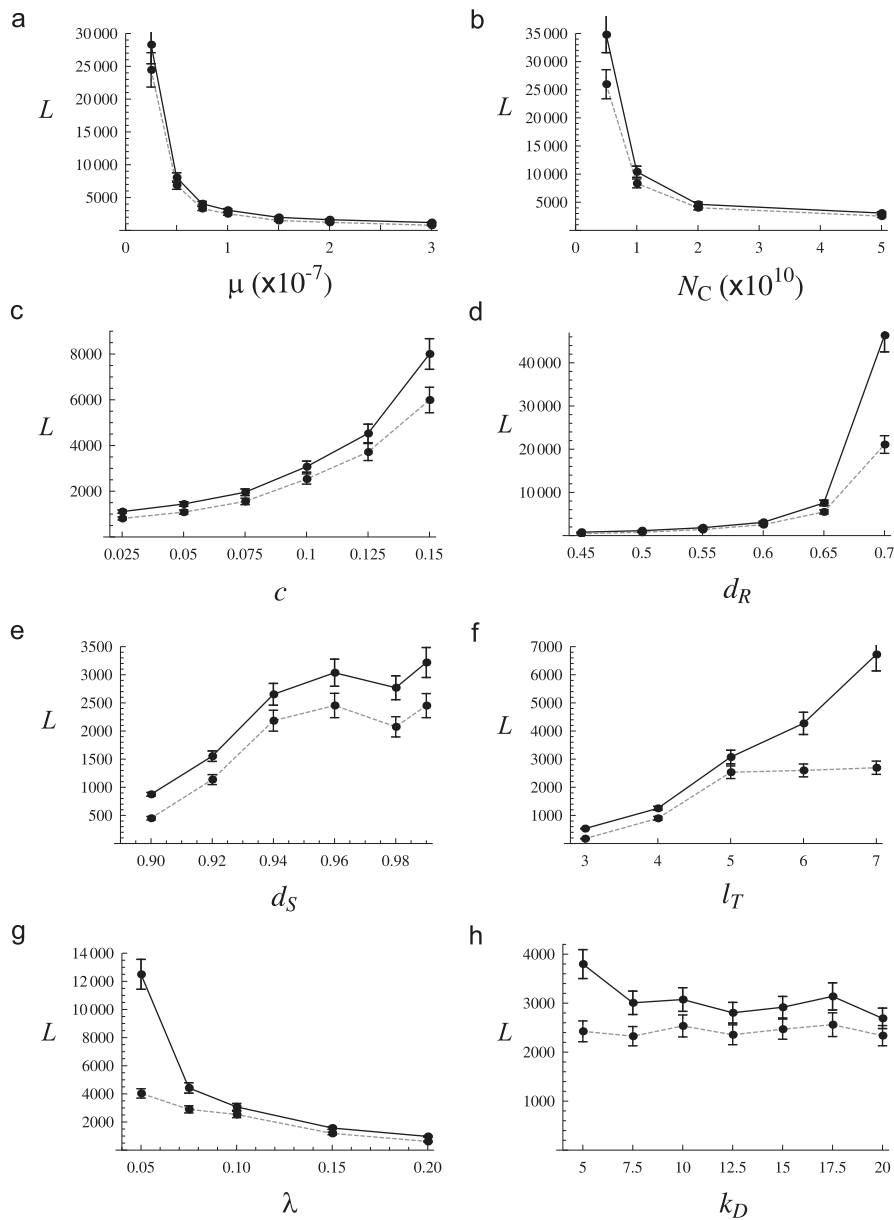 a
30 000
25 000
20 000
L
15 000
10 000
5000
0 1 2 3
μ (x10-7)
b
35 000
30 000
25 000
L
20 000
15 000
10 000
5000
0 1 2 3 4 5
NC (x1010)
c
8000
6000
L
4000
2000
0.025 0.05 0.075 0.1 0.125 0.15
c
d
40 000
30 000
L
20 000
10 000
0.45 0.5 0.55 0.6 0.65 0.7
dR
e
3500
3000
2500
L
2000
1500
1000
500
0.90 0.92 0.94 0.96 0.98
dS
f
7000
6000
5000
L
4000
3000
2000
1000
3 4 5 6 7
lT
g
14 000
12 000
10 000
L
8000
6000
4000
2000
0.05 0.10 0.15 0.20
λ
h
4000
3000
L
2000
1000
5 7.5 10 12.5 15 17.5 20
kD